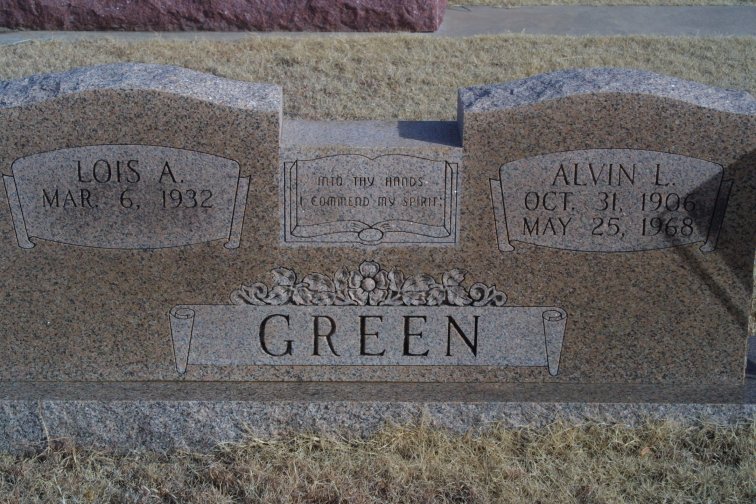 LOIS A.
MAR. 6, 1932
INTO THY HANDS
I COMMEND MY SPIRIT
ALVIN L.
OCT. 31, 1906
MAY 25, 1968
GREEN